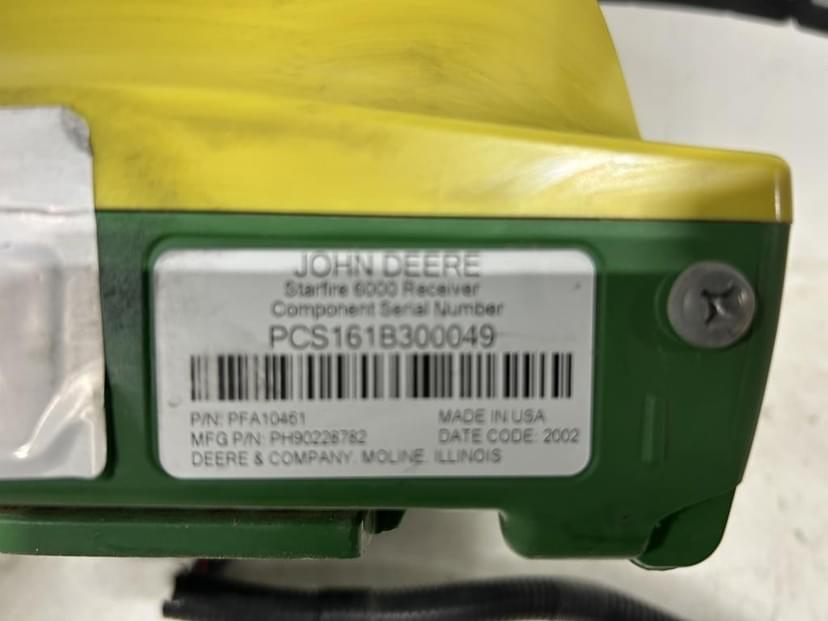 JOHN DEERE
Starfire 6000 Receiver
Component Serial Number
PCS161B300049
P/N: PFA10461 MADE IN USA
MFG P/N: PH90228782 DATE CODE: 2002
DEERE & COMPANY. MOLINE. ILLINOIS